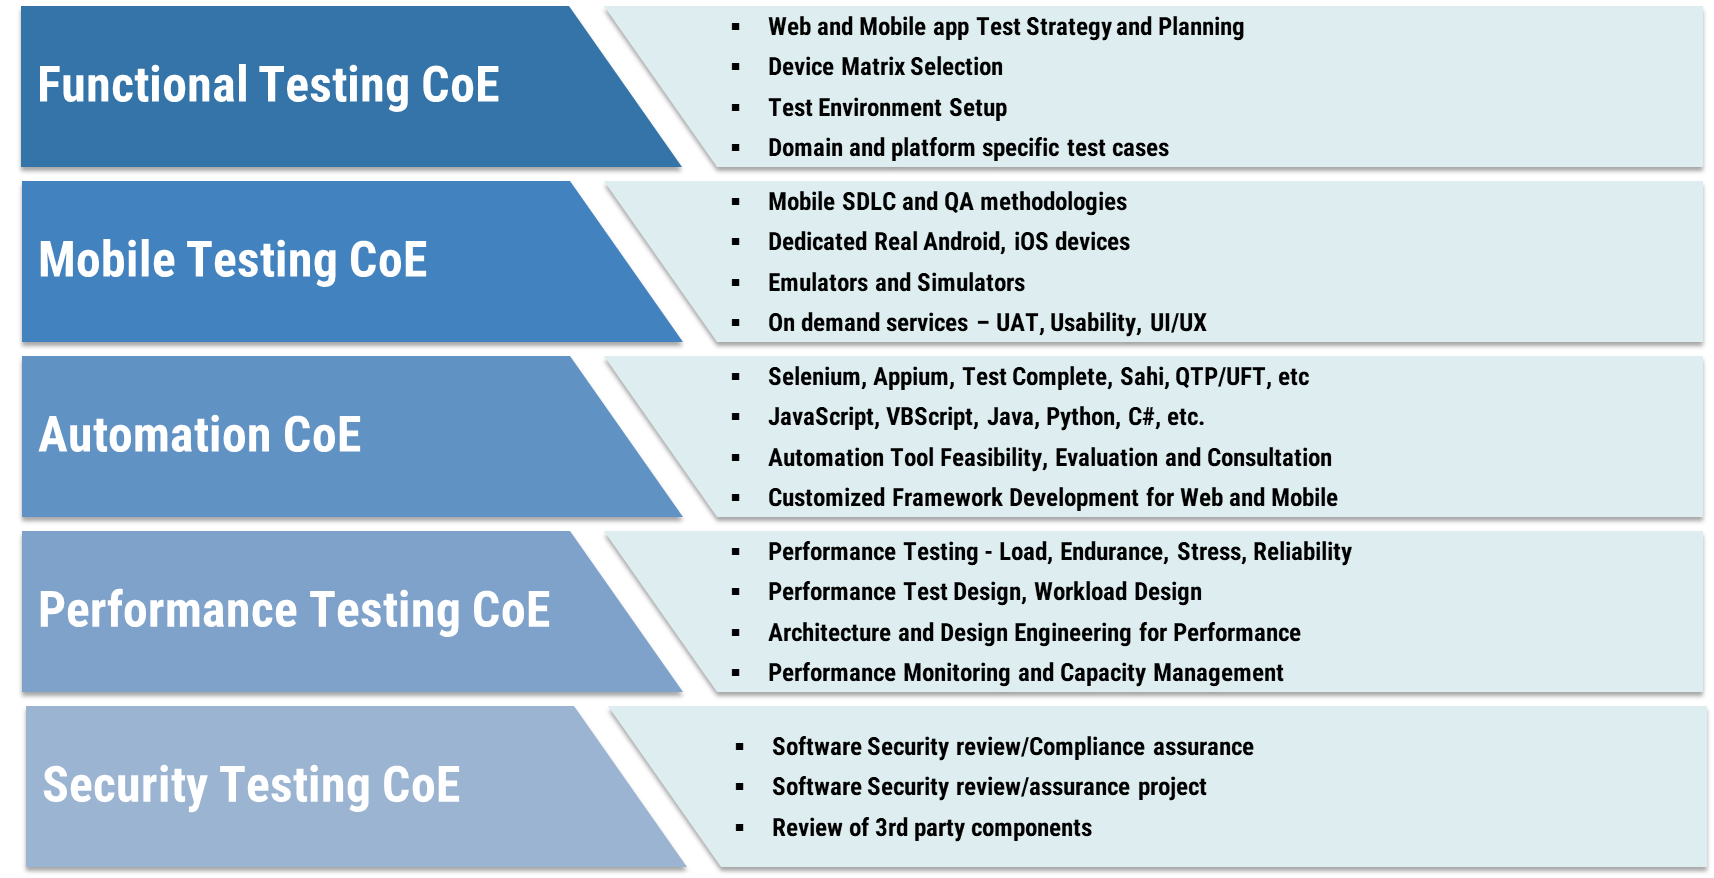 Functional Testing CoE
▪ Web and Mobile app Test Strategy and Planning
▪ Device Matrix Selection
▪ Test Environment Setup
▪ Domain and platform specific test cases
Mobile Testing CoE
▪ Mobile SDLC and QA methodologies
▪ Dedicated Real Android, iOS devices
▪ Emulators and Simulators
▪ On demand services – UAT, Usability, UI/UX
Automation CoE
▪ Selenium, Appium, Test Complete, Sahi, QTP/UFT, etc
▪ JavaScript, VBScript, Java, Python, C#, etc.
▪ Automation Tool Feasibility, Evaluation and Consultation
▪ Customized Framework Development for Web and Mobile
Performance Testing CoE
▪ Performance Testing - Load, Endurance, Stress, Reliability
▪ Performance Test Design, Workload Design
▪ Architecture and Design Engineering for Performance
▪ Performance Monitoring and Capacity Management
Security Testing CoE
▪ Software Security review/Compliance assurance
▪ Software Security review/assurance project
▪ Review of 3rd party components